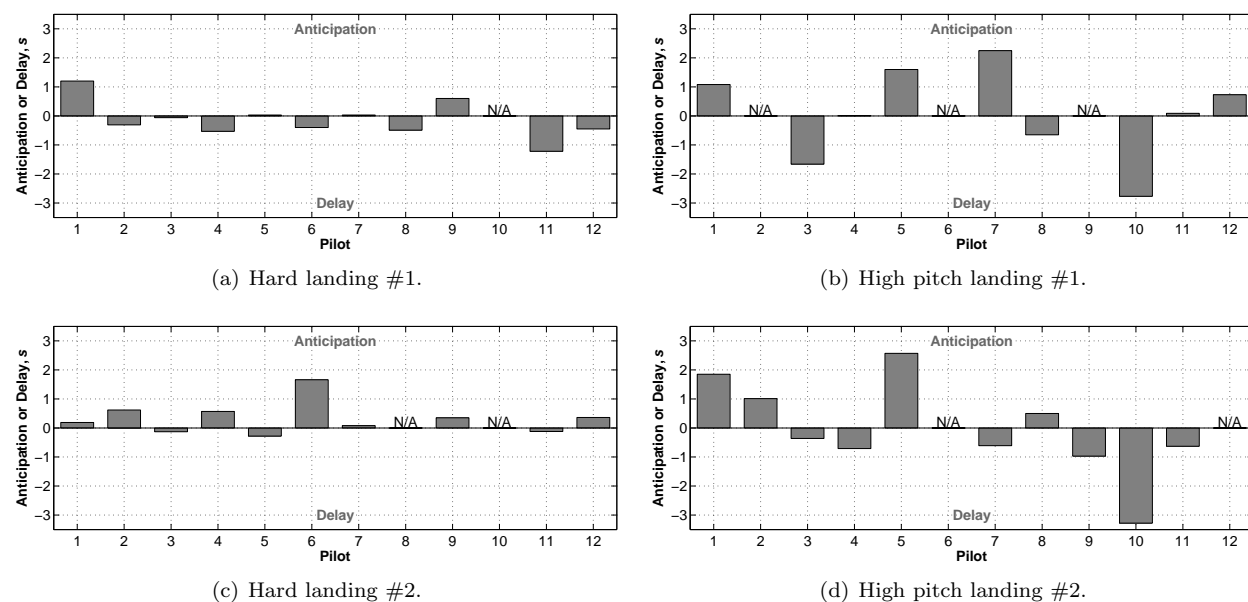 3
2
1
0
−1
−2
−3
Anticipation or Delay, s
Anticipation
N/A
Delay
1 2 3 4 5 6 7 8 9 10 11 12
Pilot
(a) Hard landing #1.
3
2
1
0
−1
−2
−3
Anticipation or Delay, s
Anticipation
N/A N/A N/A
Delay
1 2 3 4 5 6 7 8 9 10 11 12
Pilot
(b) High pitch landing #1.
3
2
1
0
−1
−2
−3
Anticipation or Delay, s
Anticipation
N/A N/A
Delay
1 2 3 4 5 6 7 8 9 10 11 12
Pilot
(c) Hard landing #2.
3
2
1
0
−1
−2
−3
Anticipation or Delay, s
Anticipation
N/A N/A
Delay
1 2 3 4 5 6 7 8 9 10 11 12
Pilot
(d) High pitch landing #2.